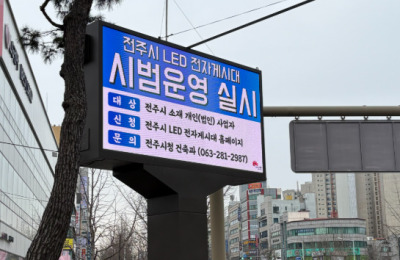 전주시 LED 전자게시대
시범운영 실시
대 상 전주시 소재 개인(법인) 사업자
신 청 전주시 LED 전자게시대 홈페이지
문 의 전주시청 건축과 (063-281-2987)